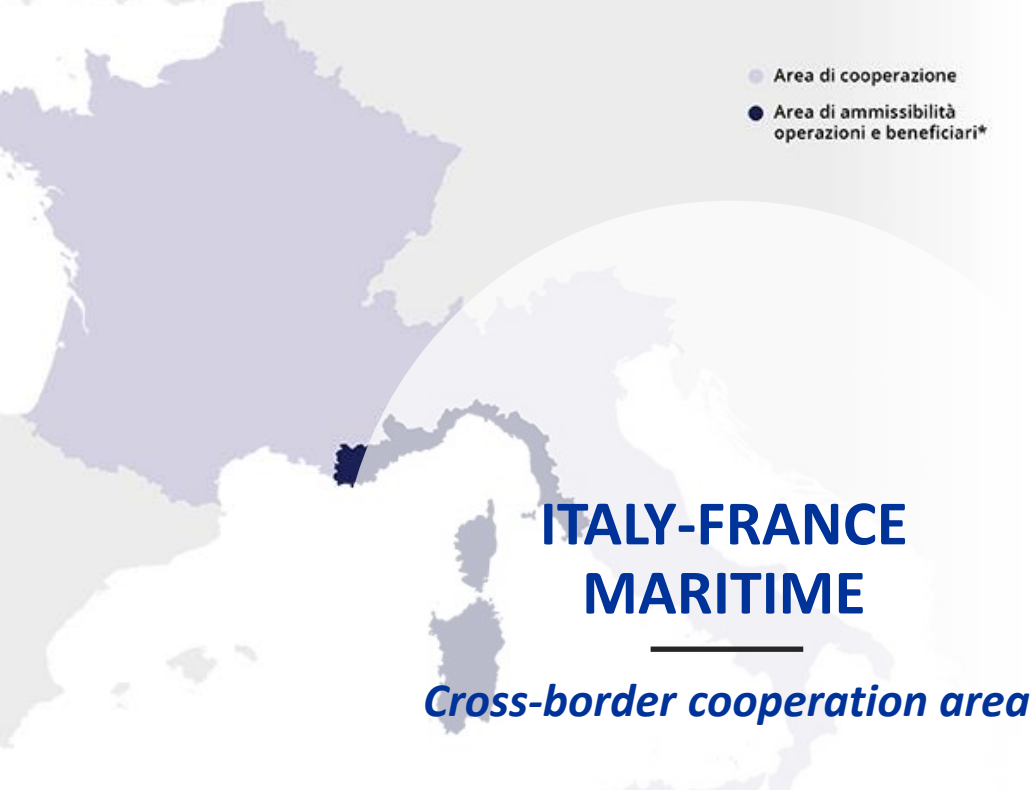 Area di cooperazione
Area di ammissibilità
operazioni e beneficiari*
ITALY-FRANCE
MARITIME
Cross-border cooperation area